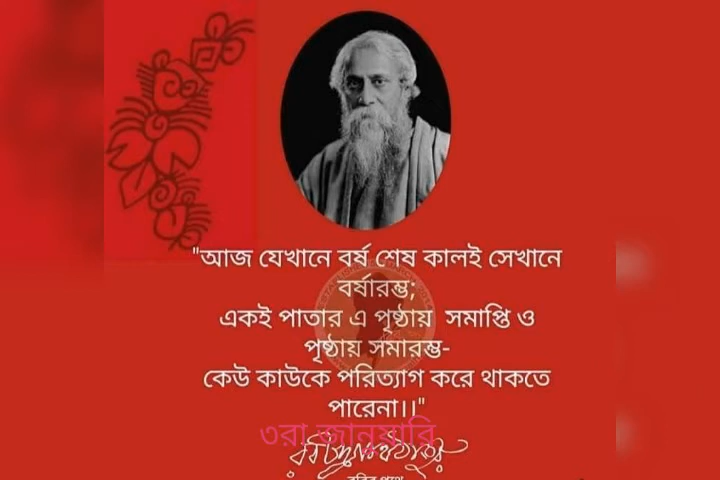 "আজ যেখানে বর্ষ শেষ কালই সেখানে
বর্ষারম্ভ;
একই পাতার এ পৃষ্ঠায় সমাপ্তি ও
পৃষ্ঠায় সমারম্ভ-
কেউ কাউকে পরিত্যাগ করে থাকতে
পারেনা।।"
৩রা জানুয়ারি